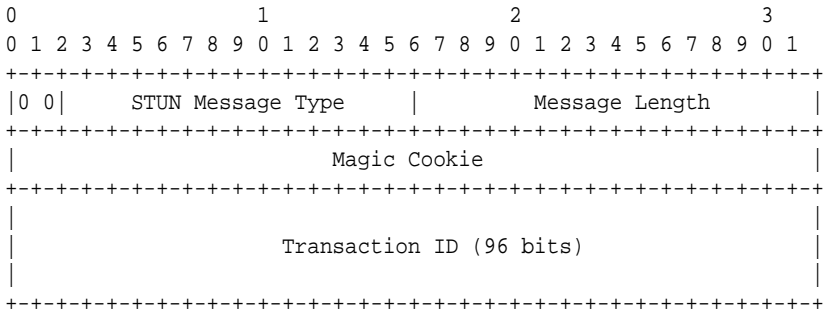 0                   1                   2                   3
0 1 2 3 4 5 6 7 8 9 0 1 2 3 4 5 6 7 8 9 0 1 2 3 4 5 6 7 8 9 0 1
+-+-+-+-+-+-+-+-+-+-+-+-+-+-+-+-+-+-+-+-+-+-+-+-+-+-+-+-+-+-+-+-+
|0 0|     STUN Message Type     |         Message Length        |
+-+-+-+-+-+-+-+-+-+-+-+-+-+-+-+-+-+-+-+-+-+-+-+-+-+-+-+-+-+-+-+-+
|                         Magic Cookie                          |
+-+-+-+-+-+-+-+-+-+-+-+-+-+-+-+-+-+-+-+-+-+-+-+-+-+-+-+-+-+-+-+-+
|                                                               |
|                     Transaction ID (96 bits)                  |
|                                                               |
+-+-+-+-+-+-+-+-+-+-+-+-+-+-+-+-+-+-+-+-+-+-+-+-+-+-+-+-+-+-+-+-+